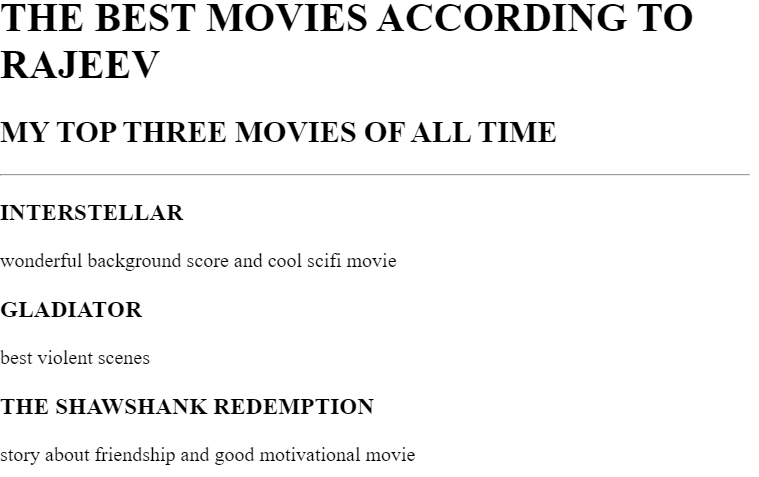 THE BEST MOVIES ACCORDING TO
RAJEEV
MY TOP THREE MOVIES OF ALL TIME
INTERSTELLAR
wonderful background score and cool scifi movie
GLADIATOR
best violent scenes
THE SHAWSHANK REDEMPTION
story about friendship and good motivational movie